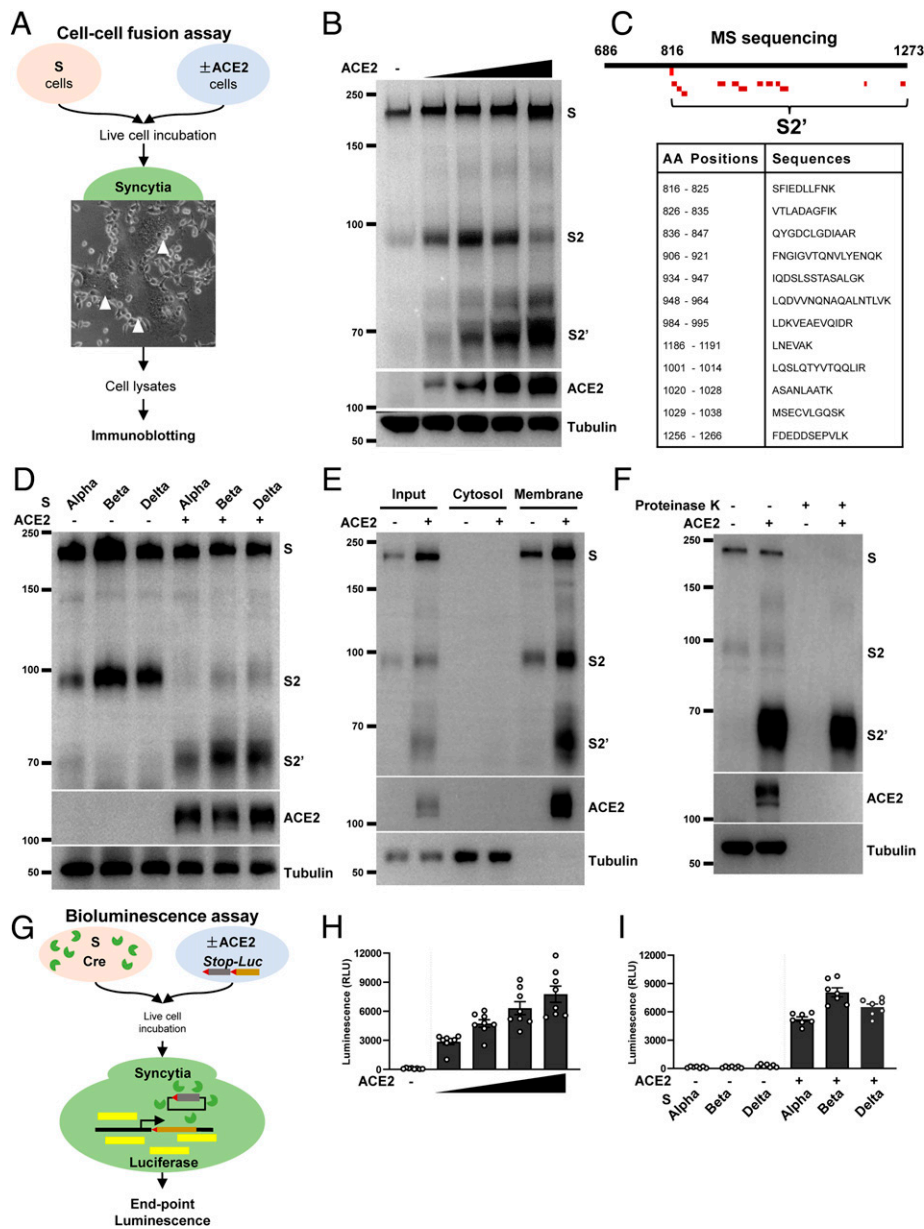 A
Cell-cell fusion assay
S
cells
±ACE2
cells
Live cell incubation
Syncytia
Cell lysates
Immunoblotting
B
ACE2 -
250
150
100
70
100
50
S
S2
S2'
ACE2
Tubulin
C
MS sequencing
686 816 1273
S2'
AA Positions Sequences
816 - 825 SFIEDLLFNK
826 - 835 VTLADAGFIK
836 - 847 QYGDCLGDIAAR
906 - 921 FNGIGVTQNVLYENQK
934 - 947 IQDSLSSTASALGK
948 - 964 LQDVVNQNAQALNTLVK
984 - 995 LDKVEAEVQIDR
1186 - 1191 LNEVAK
1001 - 1014 LQSLQTYVTQQLIR
1020 - 1028 ASANLAATK
1029 - 1038 MSECVLGQSK
1256 - 1266 FDEDDSEPVLK
D
S Alpha Beta Delta Alpha Beta Delta
ACE2 - - - + + +
250
150
100
70
100
50
S
S2
S2'
ACE2
Tubulin
E
Input Cytosol Membrane
ACE2 - + - + - +
250
150
100
70
100
50
S
S2
S2'
ACE2
Tubulin
F
Proteinase K - - + +
ACE2 - + - +
250
150
100
70
100
50
S
S2
S2'
ACE2
Tubulin
G
Bioluminescence assay
S
Cre
±ACE2
Stop-Luc
Live cell
incubation
Syncytia
Luciferase
End-point
Luminescence
H
Luminescence (RLU)
12000
9000
6000
3000
0
ACE2 -
I
Luminescence (RLU)
12000
9000
6000
3000
0
ACE2 - - - + + +
S Alpha Beta Delta Alpha Beta Delta